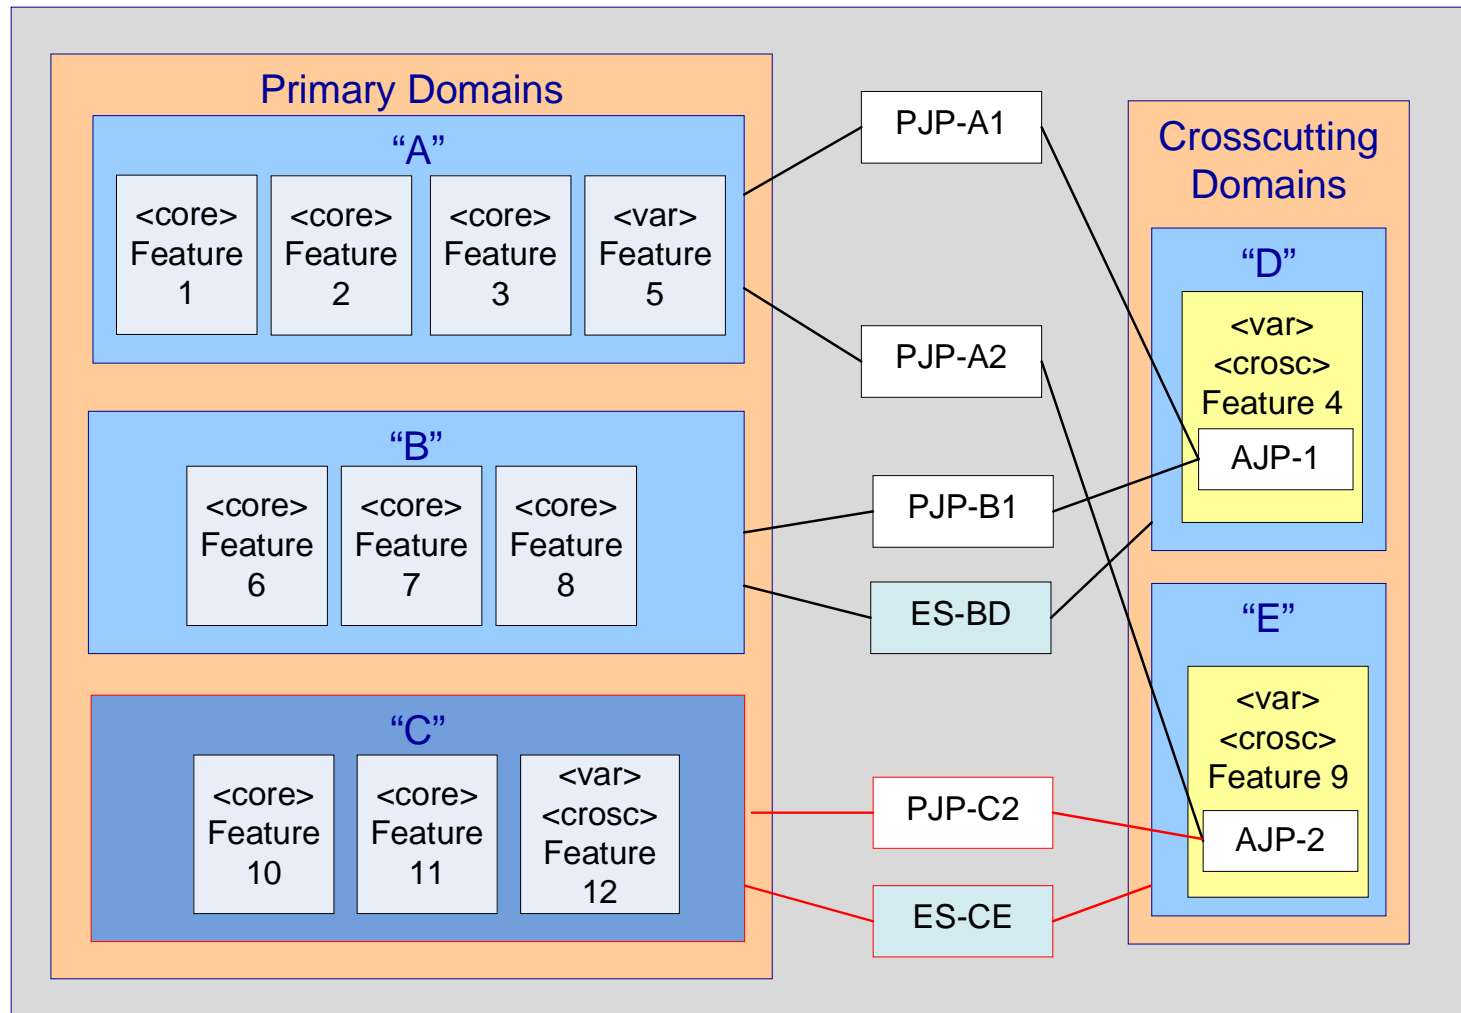 Primary Domains
“A”
<core>
Feature
1
<core>
Feature
2
<core>
Feature
3
<var>
Feature
5
“B”
<core>
Feature
6
<core>
Feature
7
<core>
Feature
8
“C”
<core>
Feature
10
<core>
Feature
11
<var>
<crosc>
Feature
12
PJP-A1
PJP-A2
PJP-B1
ES-BD
PJP-C2
ES-CE
Crosscutting
Domains
“D”
<var>
<crosc>
Feature 4
AJP-1
“E”
<var>
<crosc>
Feature 9
AJP-2